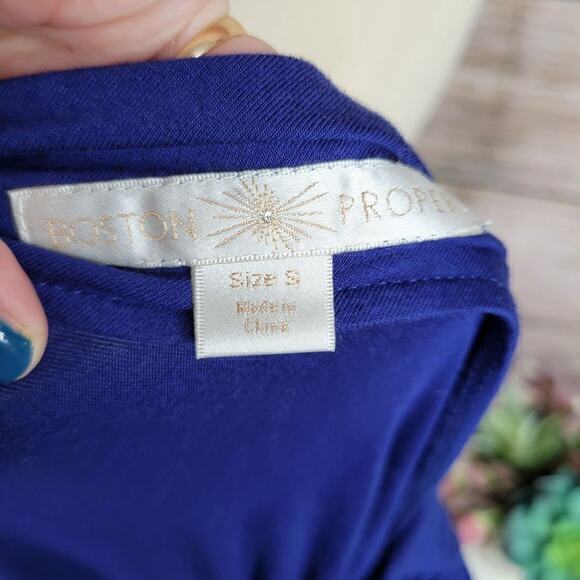 BOSTON PROPER
Size S
Made in
China